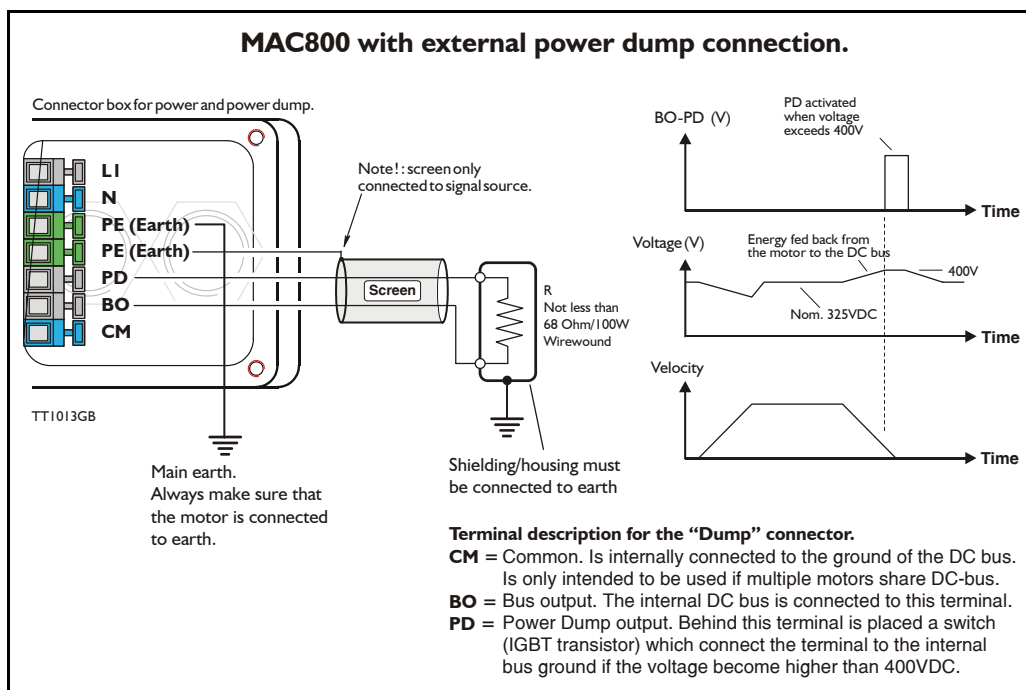 MAC800 with external power dump connection.
Connector box for power and power dump.
L1
N
PE (Earth)
PE (Earth)
PD
BO
CM
TT1013GB
Note!: screen only
connected to signal source.
Screen
R
Not less than
68 Ohm/100W
Wirewound
Main earth.
Always make sure that
the motor is connected
to earth.
Shielding/housing must
be connected to earth
BO-PD (V)
PD activated
when voltage
exceeds 400V
Time
Voltage (V)
Energy fed back from
the motor to the DC bus
400V
Nom. 325VDC
Time
Velocity
Time
Terminal description for the “Dump” connector.
CM = Common. Is internally connected to the ground of the DC bus.
Is only intended to be used if multiple motors share DC-bus.
BO = Bus output. The internal DC bus is connected to this terminal.
PD = Power Dump output. Behind this terminal is placed a switch
(IGBT transistor) which connect the terminal to the internal
bus ground if the voltage become higher than 400VDC.